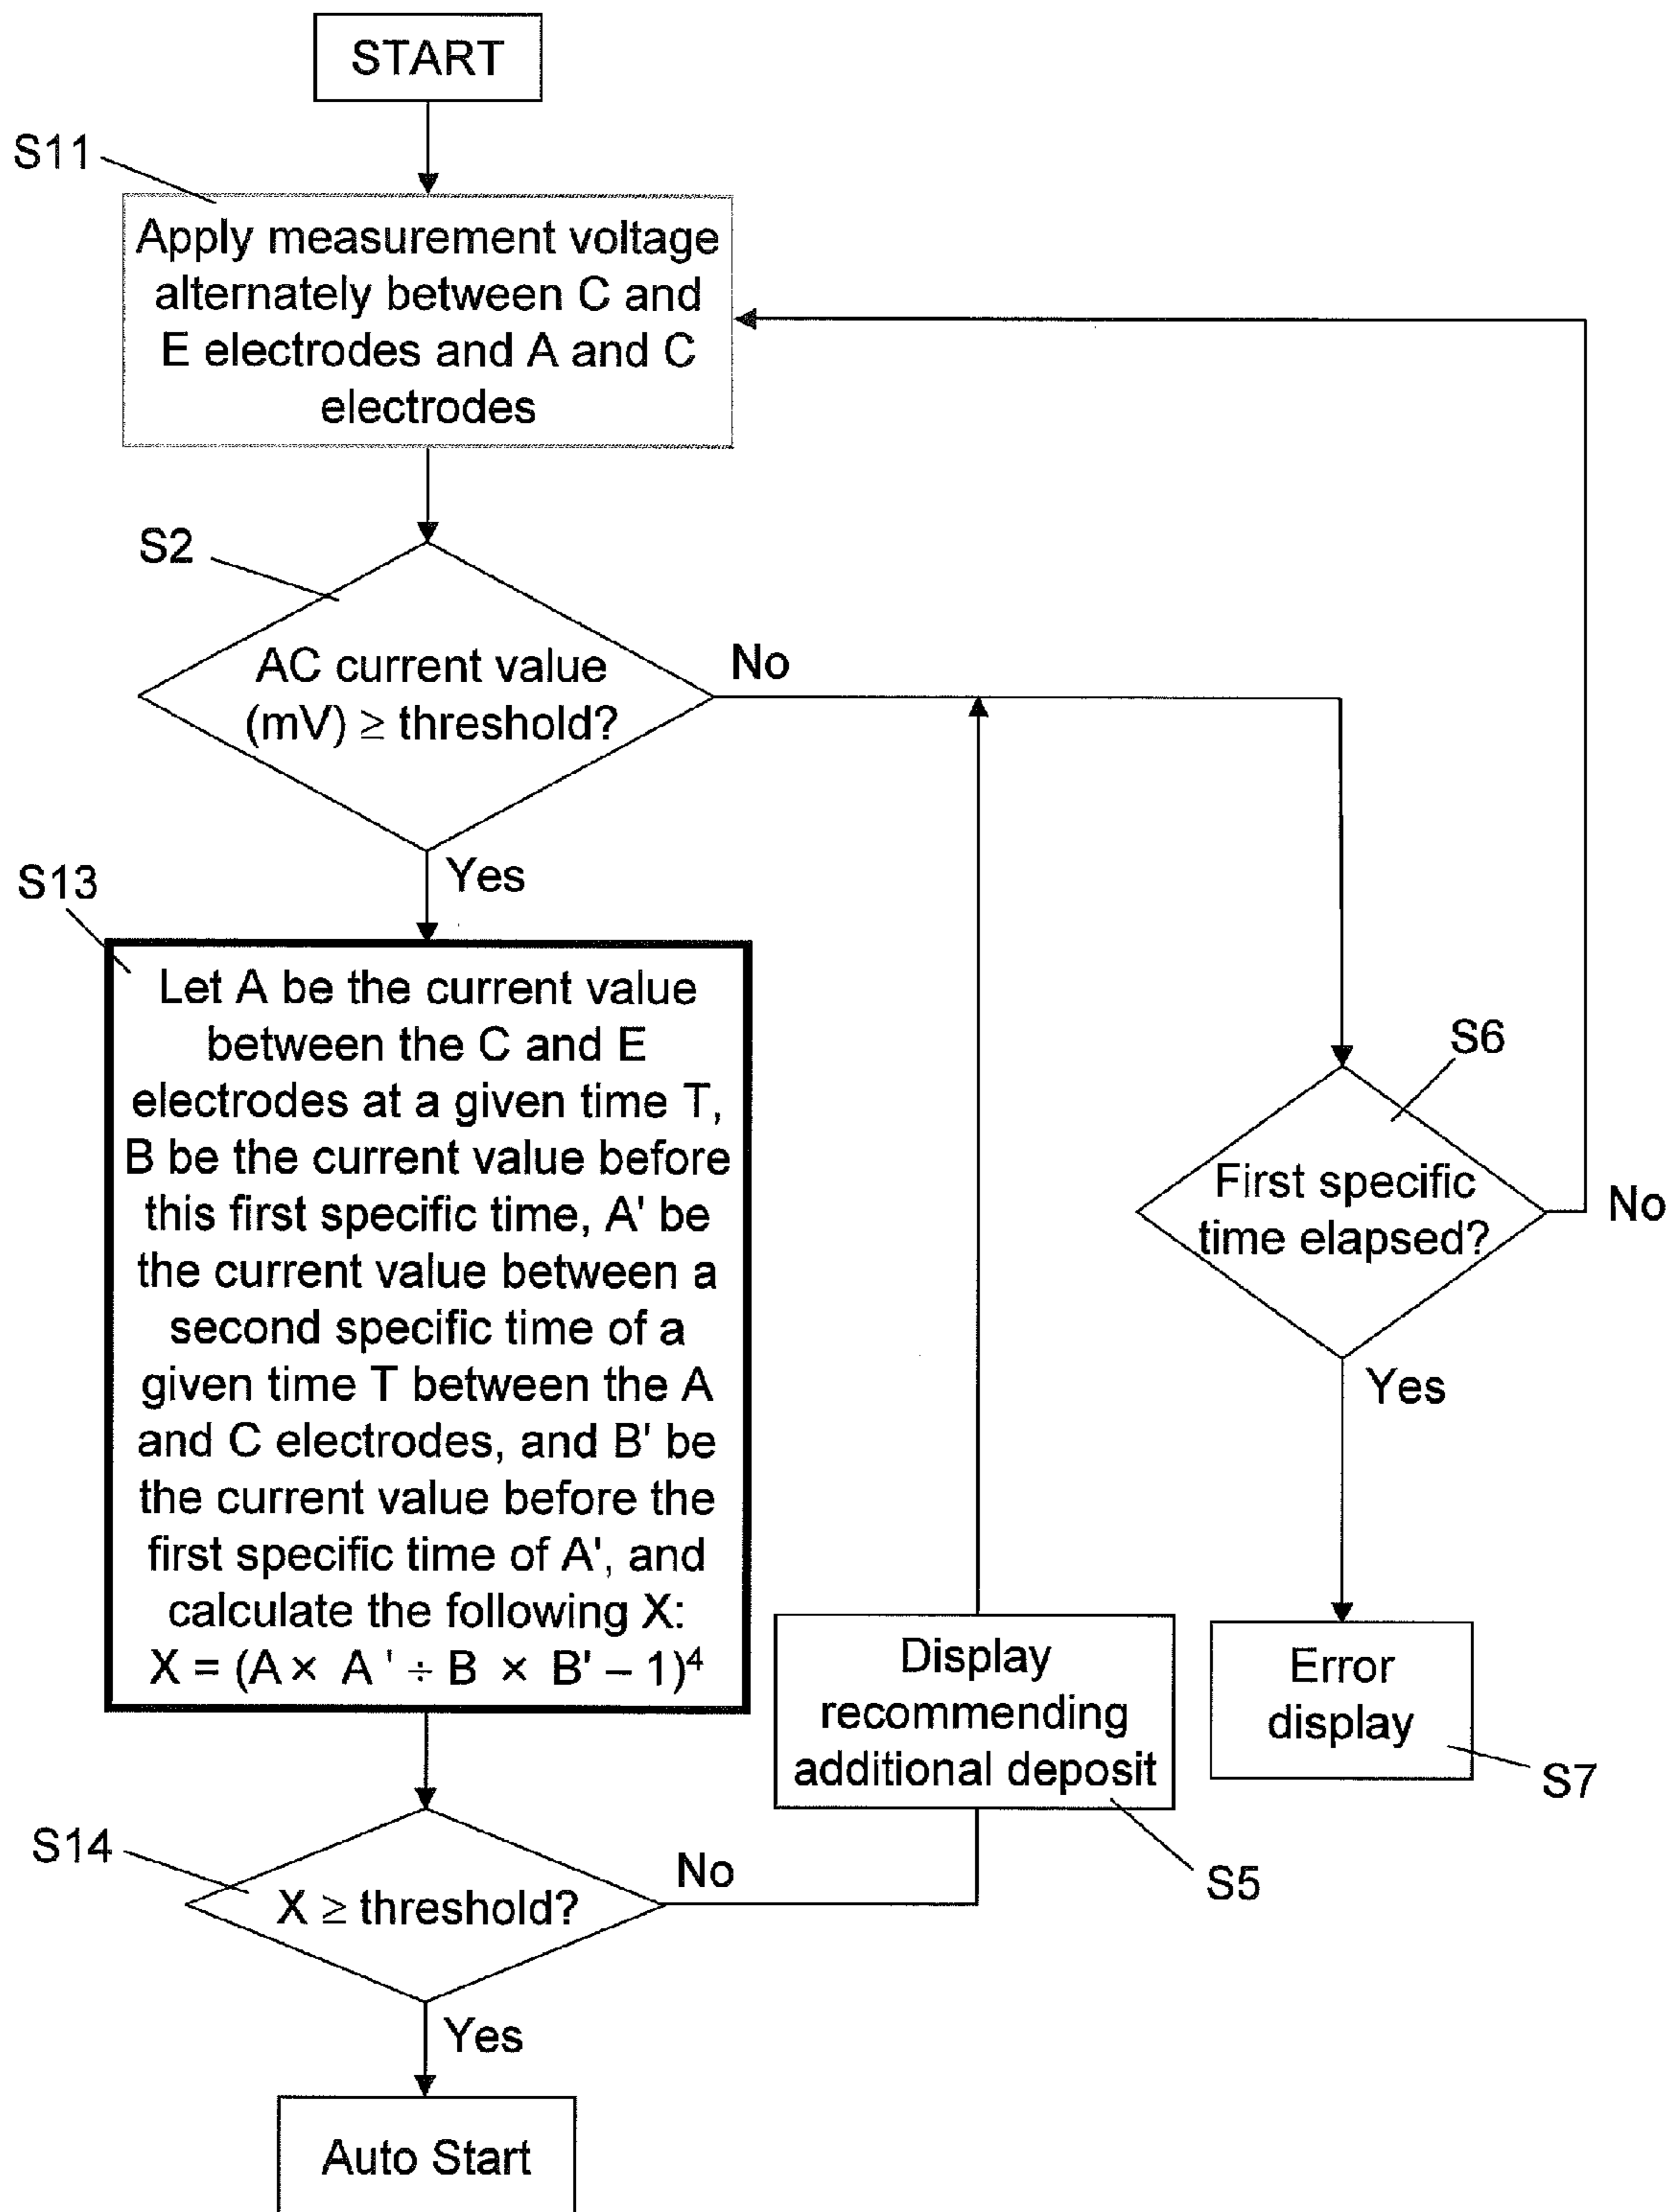 START
S11
Apply measurement voltage
alternately between C and
E electrodes and A and C
electrodes
S2
AC current value
(mV) ≥ threshold?
No
Yes
S13
Let A be the current value
between the C and E
electrodes at a given time T,
B be the current value before
this first specific time, A' be
the current value between a
second specific time of a
given time T between the A
and C electrodes, and B' be
the current value before the
first specific time of A', and
calculate the following X:
X = (A × A ' ÷ B × B' – 1)⁴
S6
First specific
time elapsed?
No
Yes
Display
recommending
additional deposit
S5
Error
display
S7
S14
X ≥ threshold?
No
Yes
Auto Start